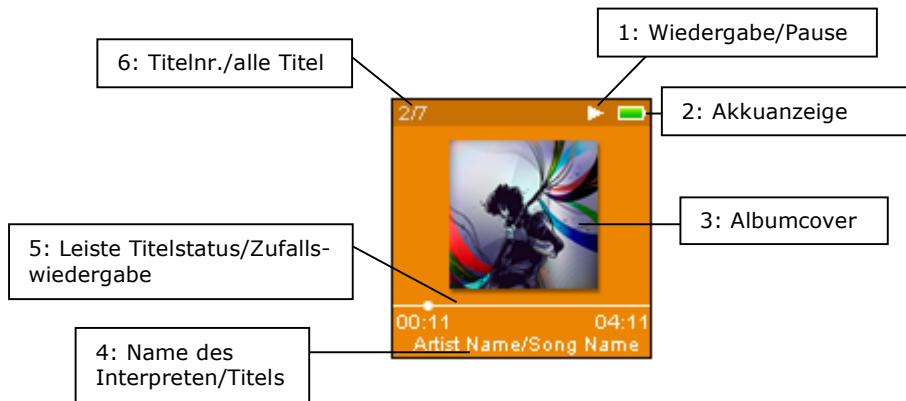 1: Wiedergabe/Pause
6: Titelnr./alle Titel
2/7
2: Akkuanzeige
3: Albumcover
5: Leiste Titelstatus/Zufalls-
wiedergabe
00:11 04:11
Artist Name/Song Name
4: Name des
Interpreten/Titels